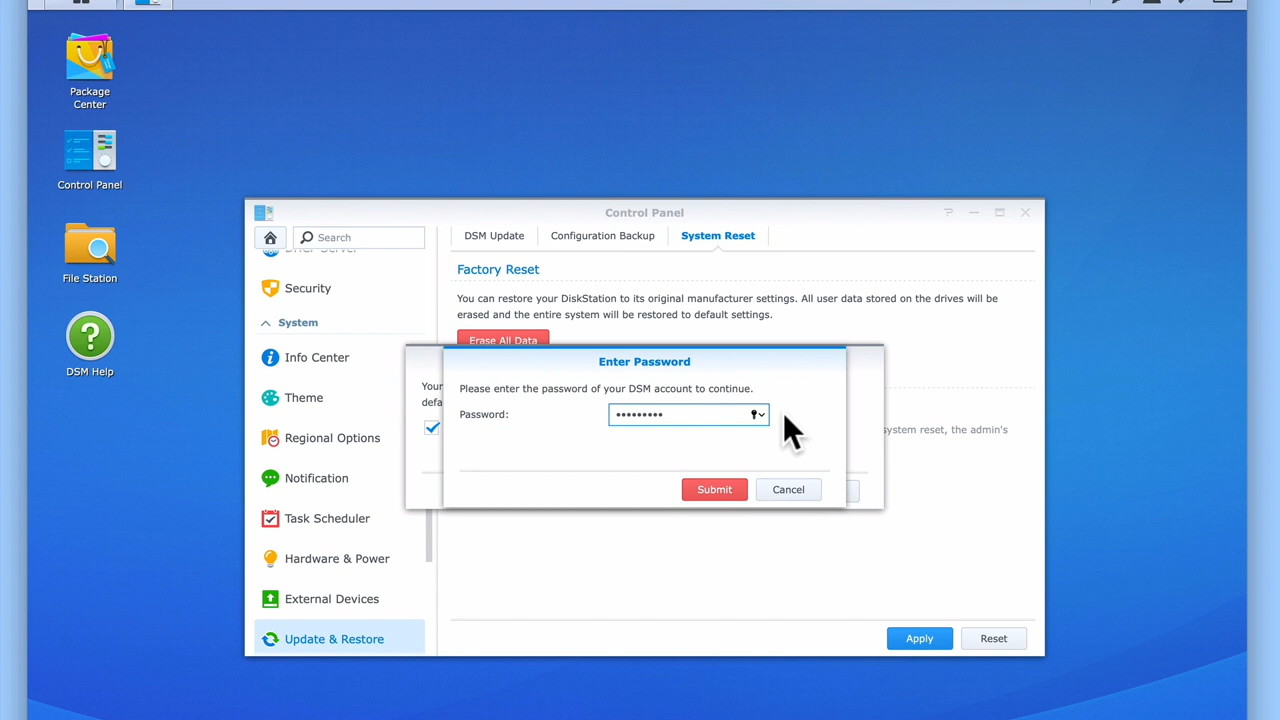 Package
Center
Control Panel
File Station
DSM Help
Control Panel
Search
DSM Update
Configuration Backup
System Reset
Security
System
Info Center
Theme
Regional Options
Notification
Task Scheduler
Hardware & Power
External Devices
Update & Restore
Factory Reset
You can restore your DiskStation to its original manufacturer settings. All user data stored on the drives will be
erased and the entire system will be restored to default settings.
Erase All Data
system reset, the admin's
Enter Password
Please enter the password of your DSM account to continue.
Password:
Submit
Cancel
Apply
Reset